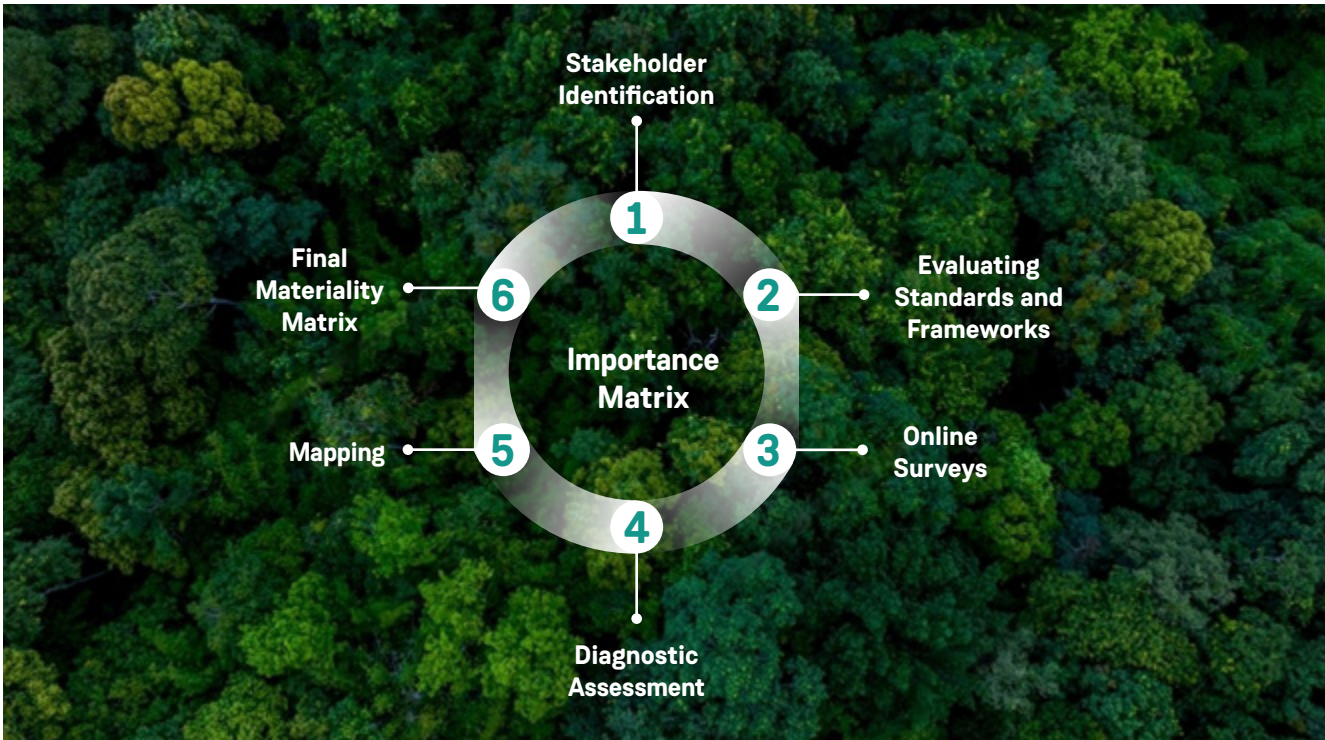 Stakeholder
Identification
1
2
Evaluating
Standards and
Frameworks
3
Online
Surveys
4
Diagnostic
Assessment
5
Mapping
6
Final
Materiality
Matrix
Importance
Matrix